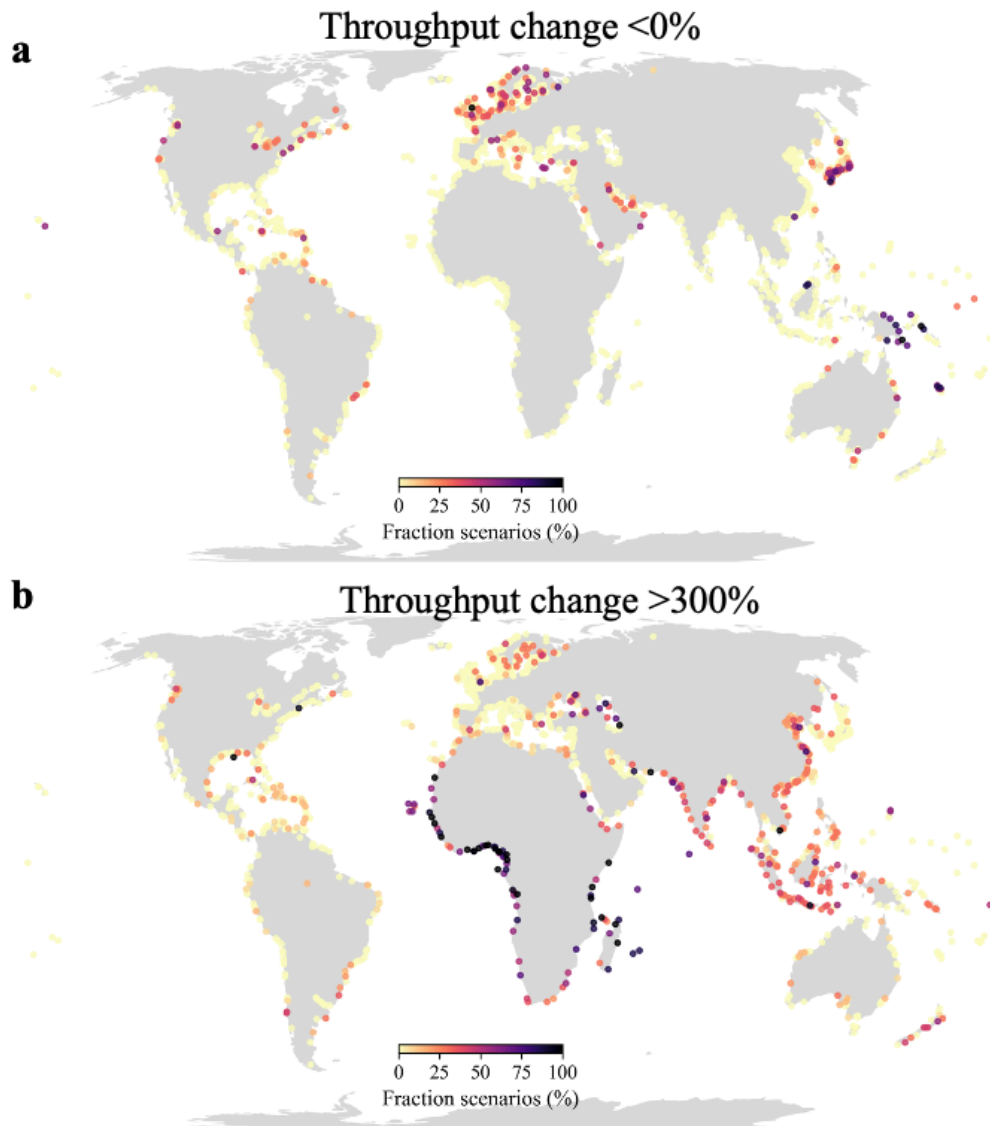 Throughput change <0%
a
0 25 50 75 100
Fraction scenarios (%)
b
Throughput change >300%
0 25 50 75 100
Fraction scenarios (%)